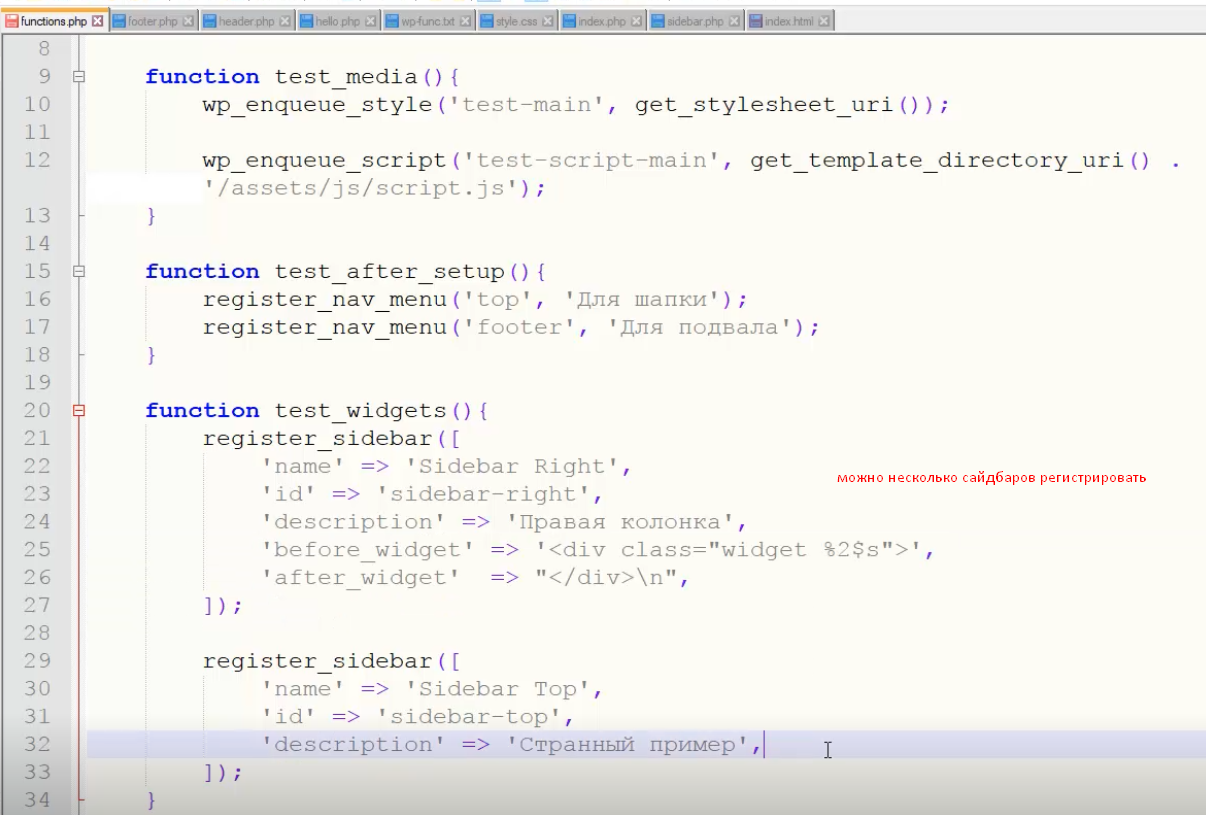 functions.php footer.php header.php hello.php wp-func.txt style.css index.php sidebar.php index.html
8
9 function test_media(){
10 wp_enqueue_style('test-main', get_stylesheet_uri());
11
12 wp_enqueue_script('test-script-main', get_template_directory_uri() .
'/assets/js/script.js');
13 }
14
15 function test_after_setup(){
16 register_nav_menu('top', 'Для шапки');
17 register_nav_menu('footer', 'Для подвала');
18 }
19
20 function test_widgets(){
21 register_sidebar([
22 'name' => 'Sidebar Right',
можно несколько сайдбаров регистрировать
23 'id' => 'sidebar-right',
24 'description' => 'Правая колонка',
25 'before_widget' => '<div class="widget %2$s">',
26 'after_widget' => "</div>\n",
27 ]);
28
29 register_sidebar([
30 'name' => 'Sidebar Top',
31 'id' => 'sidebar-top',
32 'description' => 'Странный пример',
33 ]);
34 }